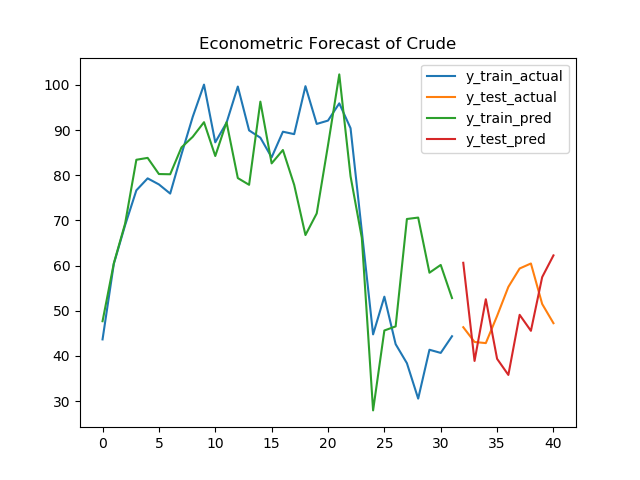 Econometric Forecast of Crude
y_train_actual
y_test_actual
y_train_pred
y_test_pred
100
90
80
70
60
50
40
30
0 5 10 15 20 25 30 35 40